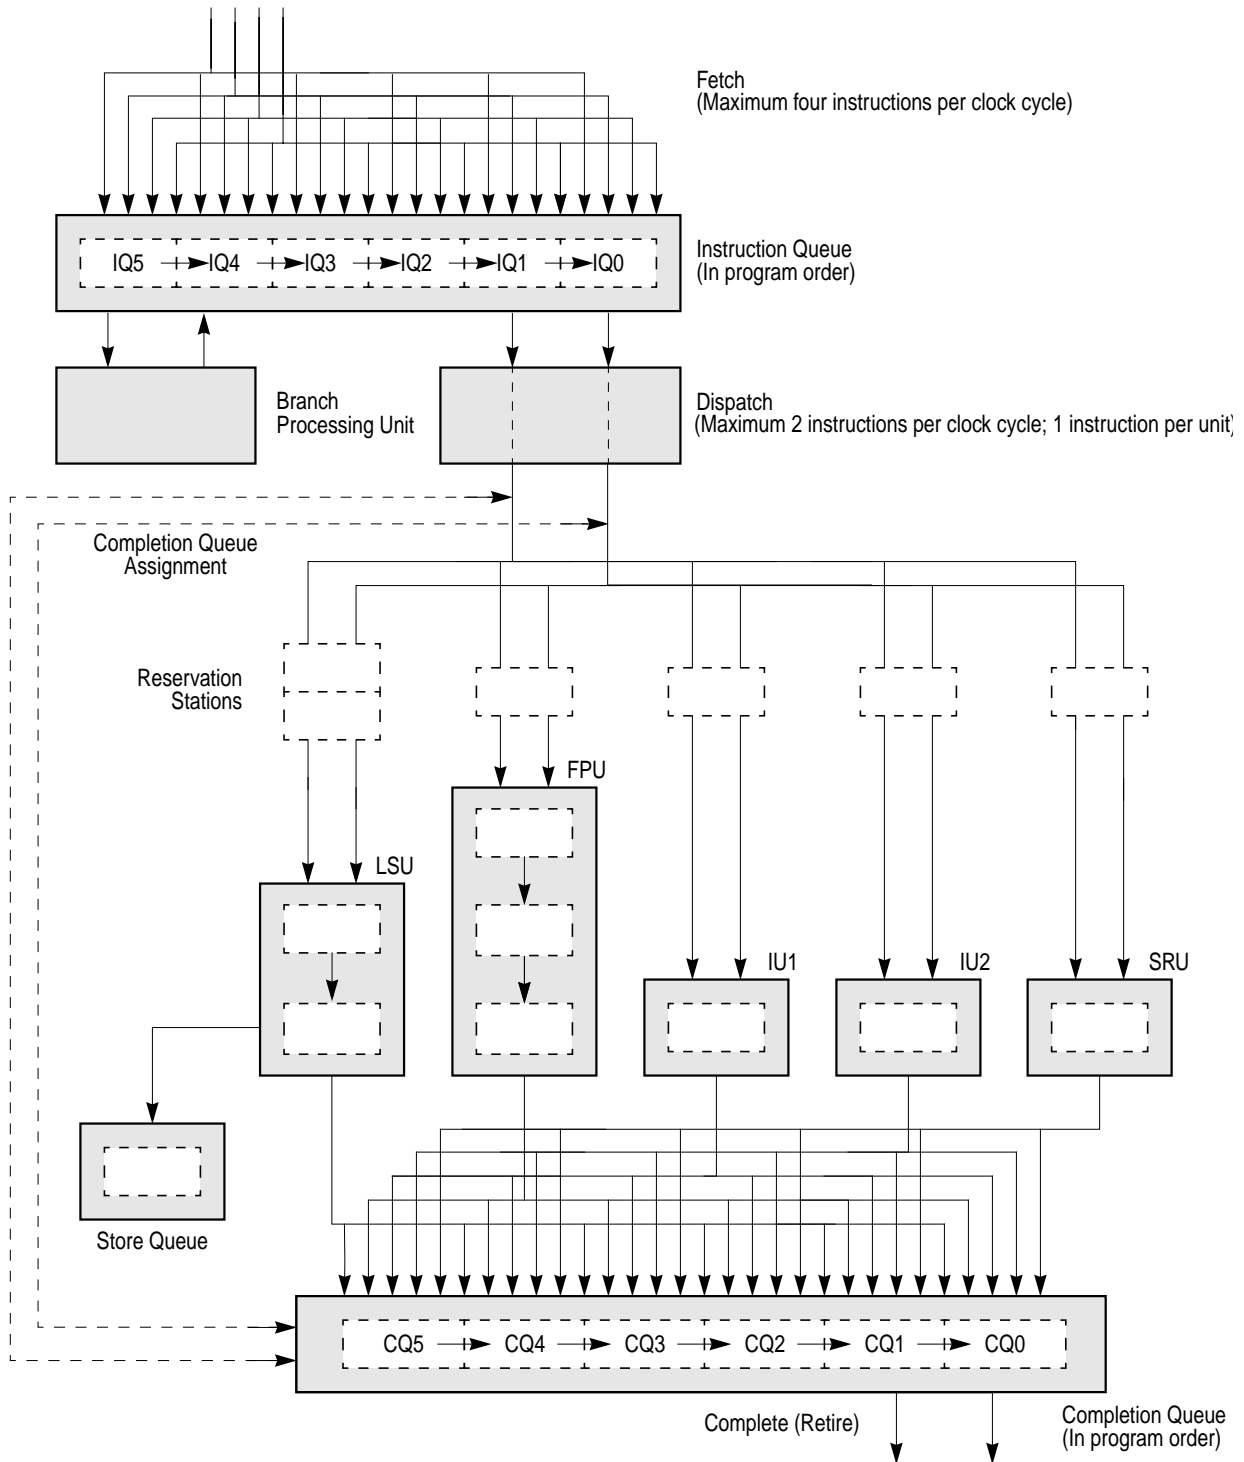 Fetch
(Maximum four instructions per clock cycle)
IQ5 IQ4 IQ3 IQ2 IQ1 IQ0
Instruction Queue
(In program order)
Branch
Processing Unit
Dispatch
(Maximum 2 instructions per clock cycle; 1 instruction per unit)
Completion Queue
Assignment
Reservation
Stations
FPU
LSU
IU1
IU2
SRU
Store Queue
CQ5 CQ4 CQ3 CQ2 CQ1 CQ0
Complete (Retire)
Completion Queue
(In program order)